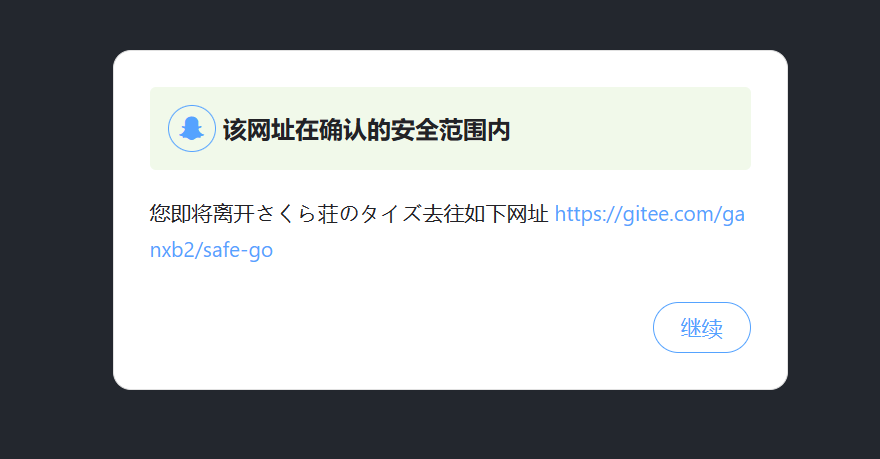 该网址在确认的安全范围内
您即将离开さくら荘のタイズ去往如下网址 https://gitee.com/ga
nxb2/safe-go
继续